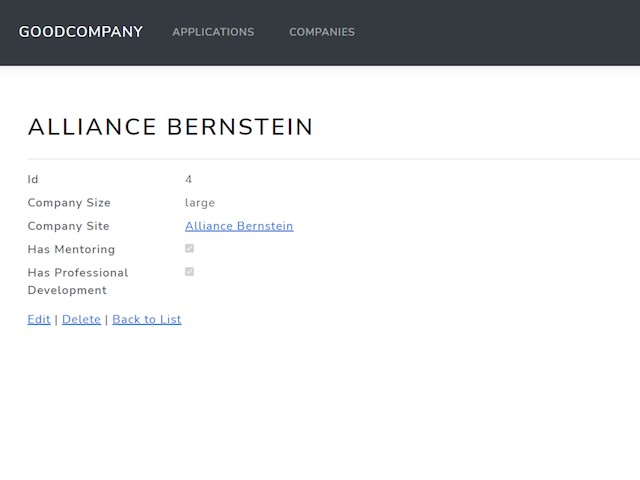 GOODCOMPANY APPLICATIONS COMPANIES
ALLIANCE BERNSTEIN
Id 4
Company Size large
Company Site Alliance Bernstein
Has Mentoring
Has Professional
Development
Edit | Delete | Back to List